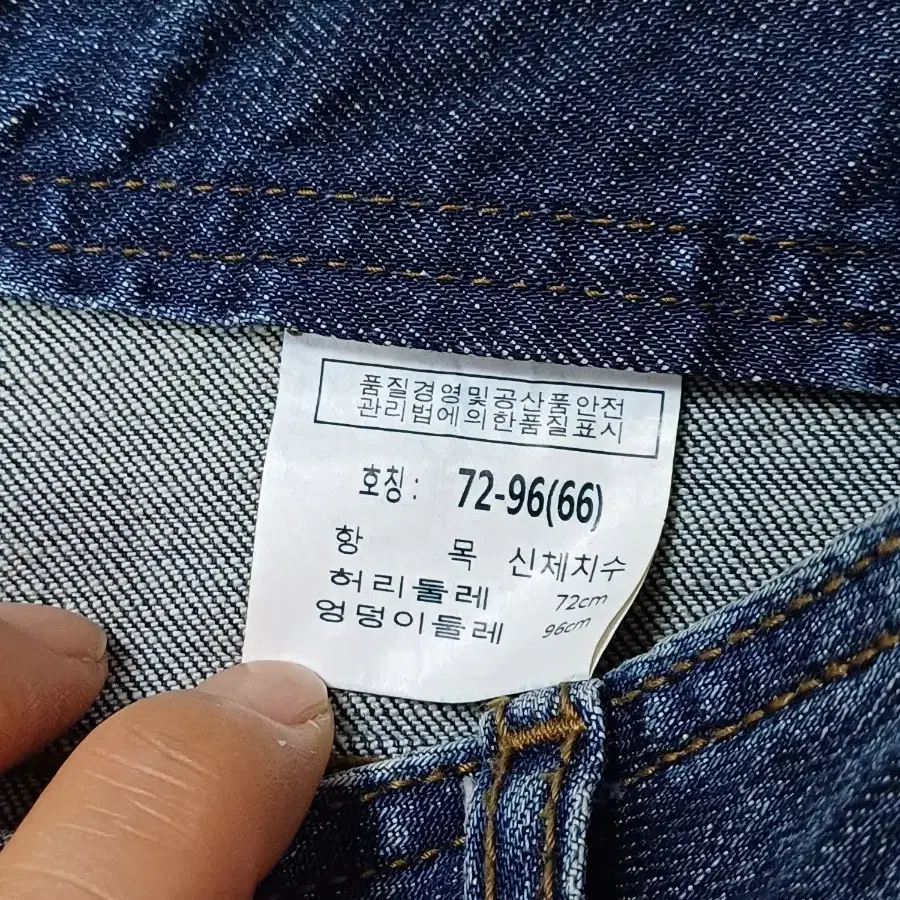 품질경영및공산품안전
관리법에의한품질표시
호칭: 72-96(66)
항 목 신체치수
허리둘레 72cm
엉덩이둘레 96cm